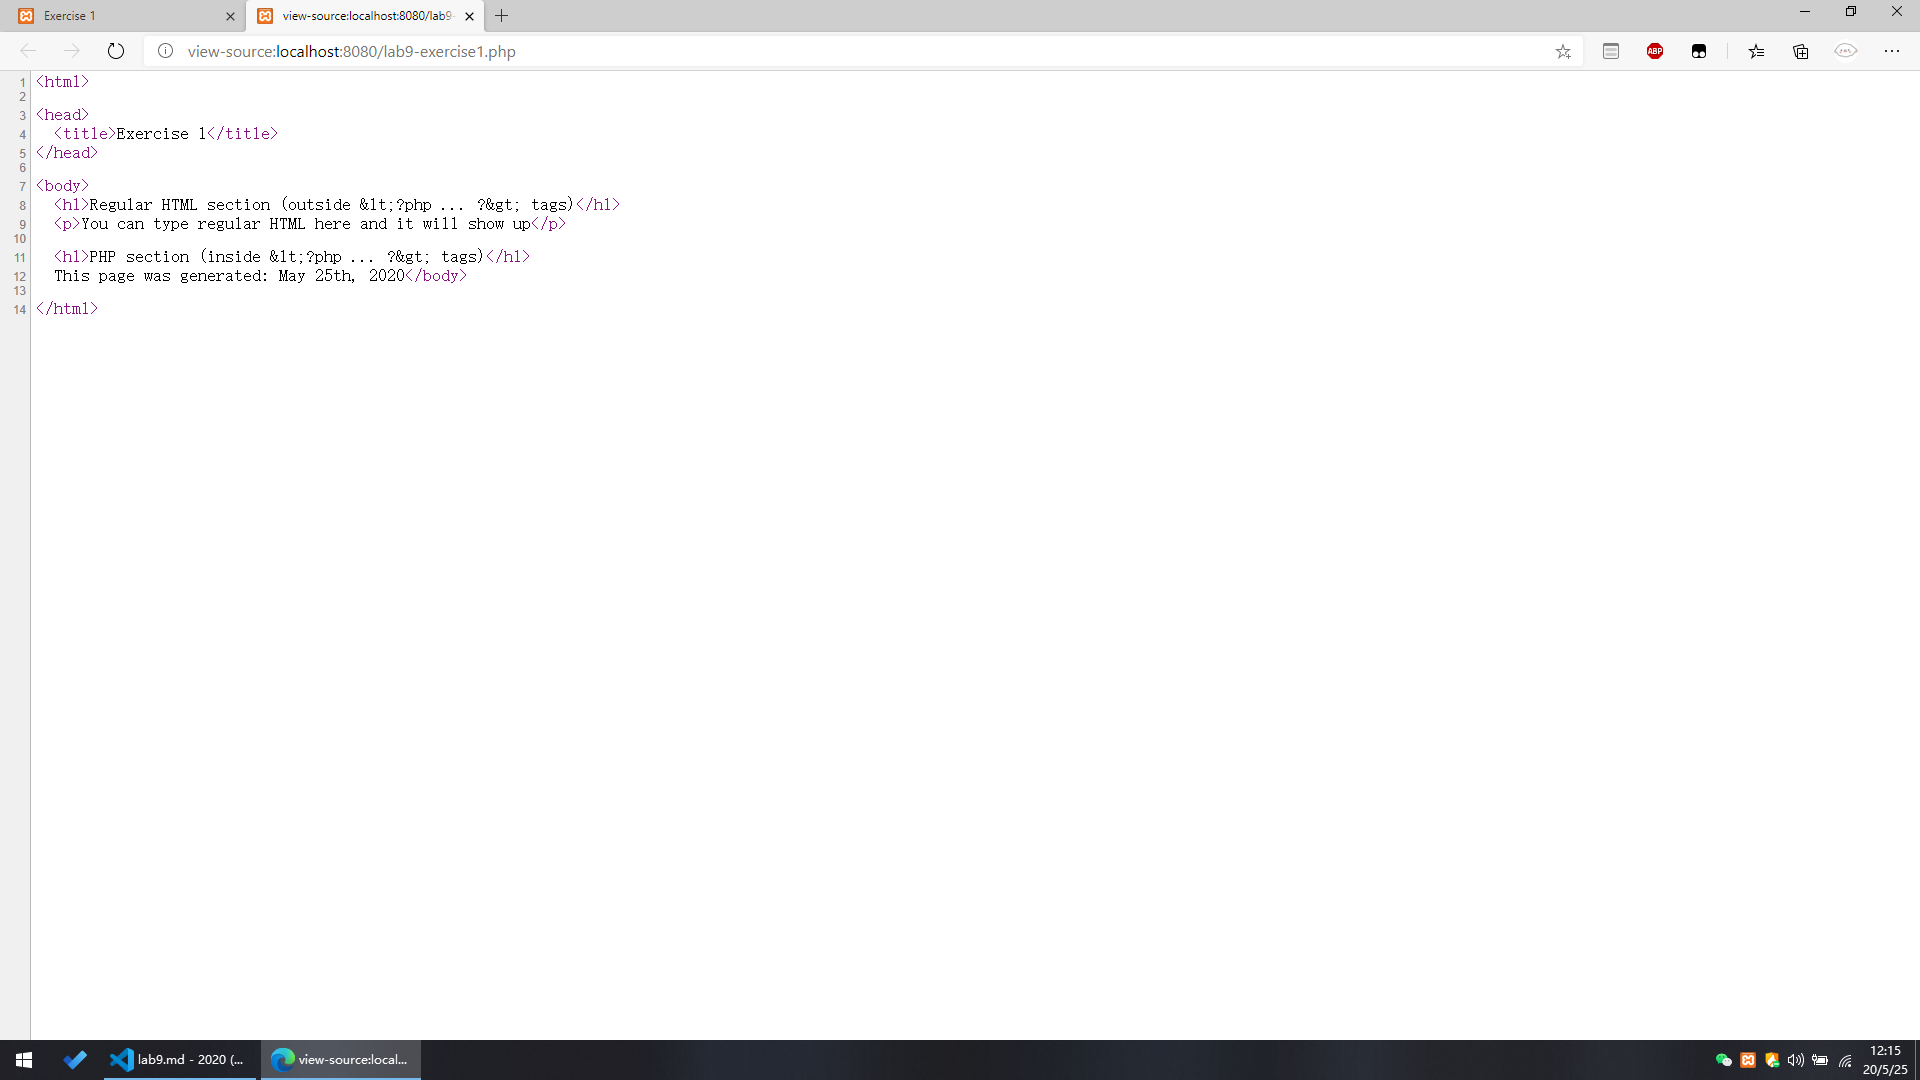 Exercise 1
view-source:localhost:8080/lab9-
view-source:localhost:8080/lab9-exercise1.php
ABP
1 <html>
2
3 <head>
4 <title>Exercise 1</title>
5 </head>
6
7 <body>
8 <h1>Regular HTML section (outside &lt;?php ... ?&gt; tags)</h1>
9 <p>You can type regular HTML here and it will show up</p>
10
11 <h1>PHP section (inside &lt;?php ... ?&gt; tags)</h1>
12 This page was generated: May 25th, 2020</body>
13
14 </html>
lab9.md - 2020 (...
view-source:local...
12:15
20/5/25